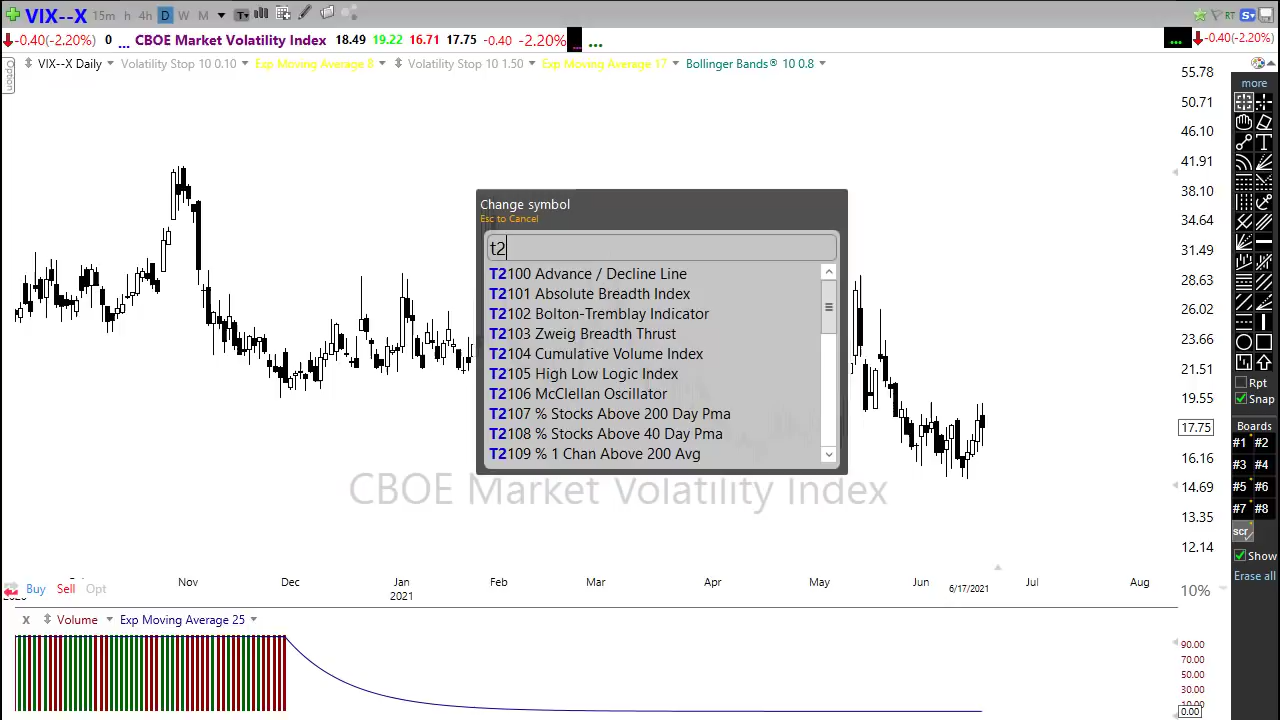 VIX--X 15m h 4h D W M T RT S
-0.40(-2.20%) 0 ... CBOE Market Volatility Index 18.49 19.22 16.71 17.75 -0.40 -2.20% ... ... -0.40(-2.20%)
Option
VIX--X Daily Volatility Stop 10 0.10 Exp Moving Average 8 Volatility Stop 10 1.50 Exp Moving Average 17 Bollinger Bands® 10 0.8
55.78
50.71
46.10
41.91
38.10
34.64
31.49
28.63
26.02
23.66
21.51
19.55
17.75
16.16
14.69
13.35
12.14
10%
more
T
Rpt
Snap
Boards
#1 #2
#3 #4
#5 #6
#7 #8
scr
Show
Erase all
Change symbol
Esc to Cancel
t2
T2100 Advance / Decline Line
T2101 Absolute Breadth Index
T2102 Bolton-Tremblay Indicator
T2103 Zweig Breadth Thrust
T2104 Cumulative Volume Index
T2105 High Low Logic Index
T2106 McClellan Oscillator
T2107 % Stocks Above 200 Day Pma
T2108 % Stocks Above 40 Day Pma
T2109 % 1 Chan Above 200 Avg
CBOE Market Volatility Index
Nov Dec Jan Feb Mar Apr May Jun Jul Aug
2021 6/17/2021
Buy Sell Opt
x Volume Exp Moving Average 25
90.00
70.00
50.00
30.00
0.00